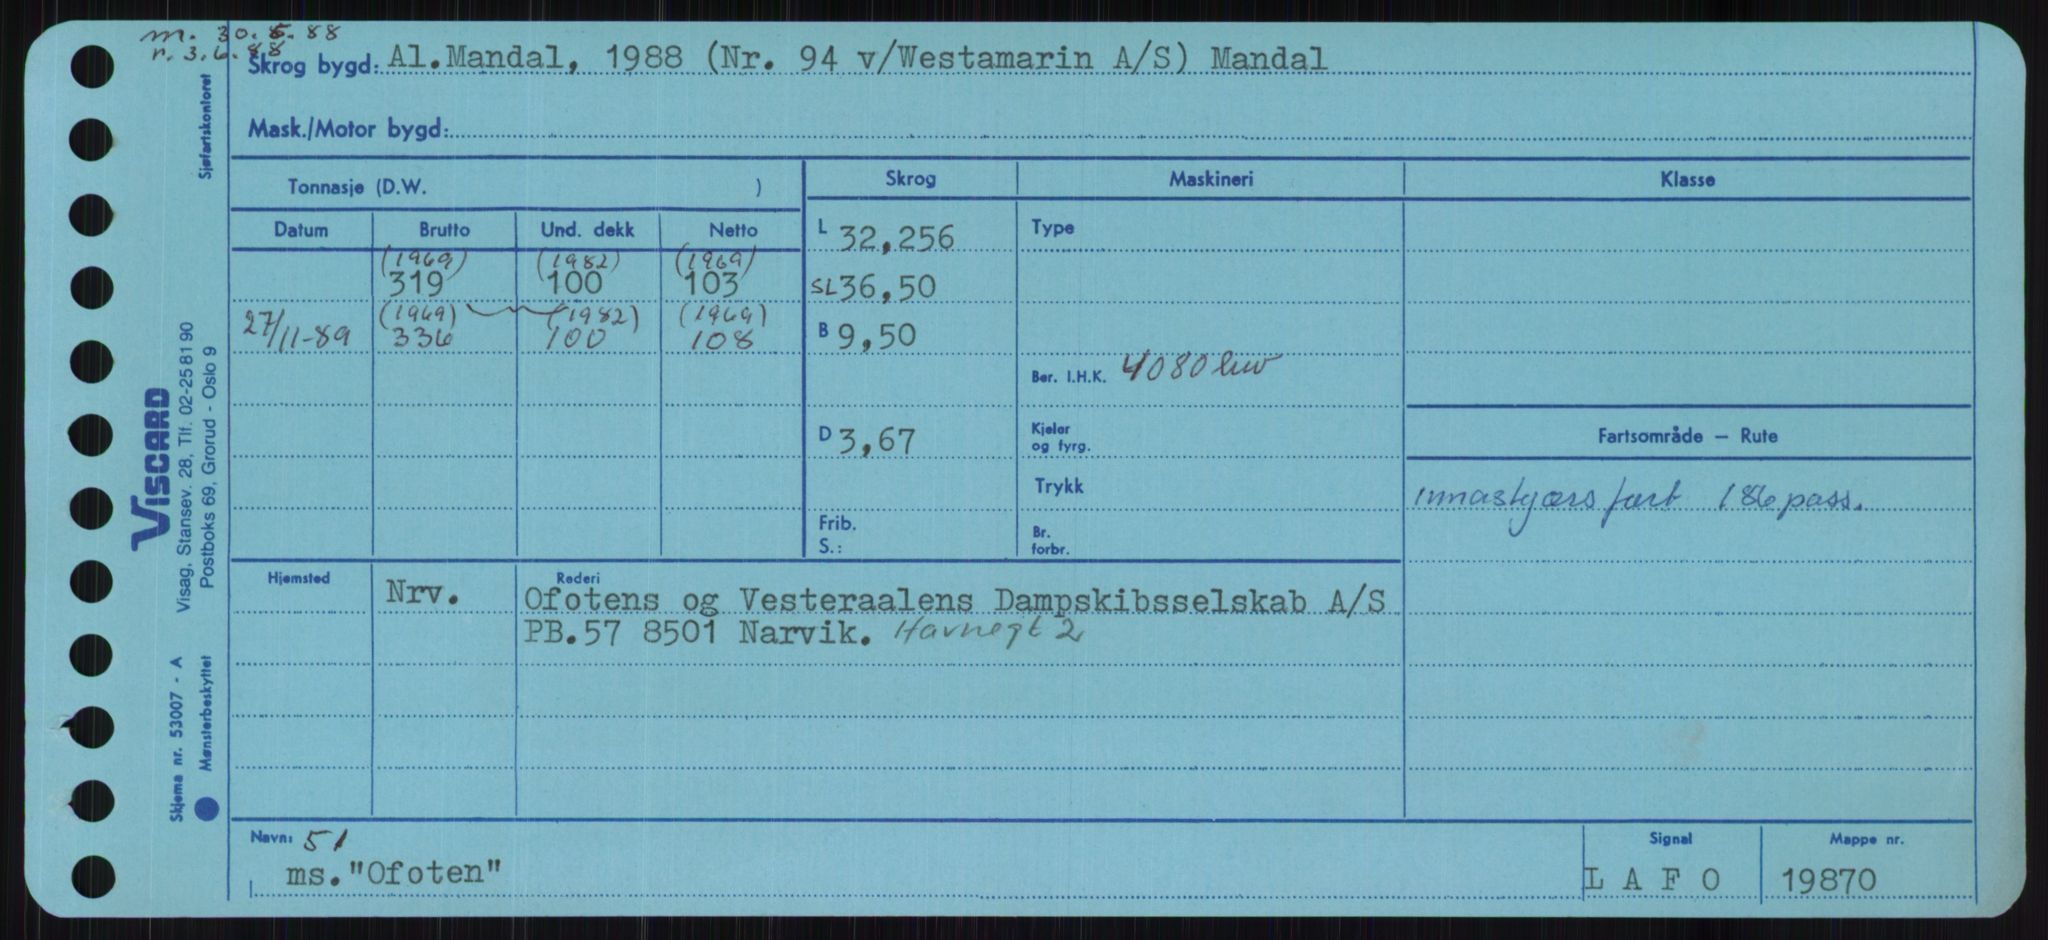 m. 30.5.88
r. 3.6.88
Skrog bygd: Al.Mandal, 1988 (Nr. 94 v/Westamarin A/S) Mandal
Mask./Motor bygd:
Tonnasje (D.W. )
Skrog Maskineri Klasse
Datum Brutto Und. dekk Netto
(1969) (1982) (1969)
319 100 103
(1969) (1982) (1969)
27/11-89 336 100 108
L 32,256
SL 36,50
B 9,50
D 3,67
Frib.
S.:
Type
Ber. I.H.K. 4080 kw
Kjeler
og fyrg.
Trykk
Br.
forbr.
Fartsområde – Rute
innaskjærs fart 186 pass.
Hjemsted Nrv.
Rederi
Ofotens og Vesteraalens Dampskibsselskab A/S
PB.57 8501 Narvik. Havnegt 2
Navn: 51
ms."Ofoten"
Signal
L A F O
Mappe nr.
19870
Sjøfartskontoret
VISCARD
Visag, Stansev. 28, Tlf. 02-25 81 90
Postboks 69, Grorud - Oslo 9
Skjema nr. 53007 - A
Mønsterbeskyttet